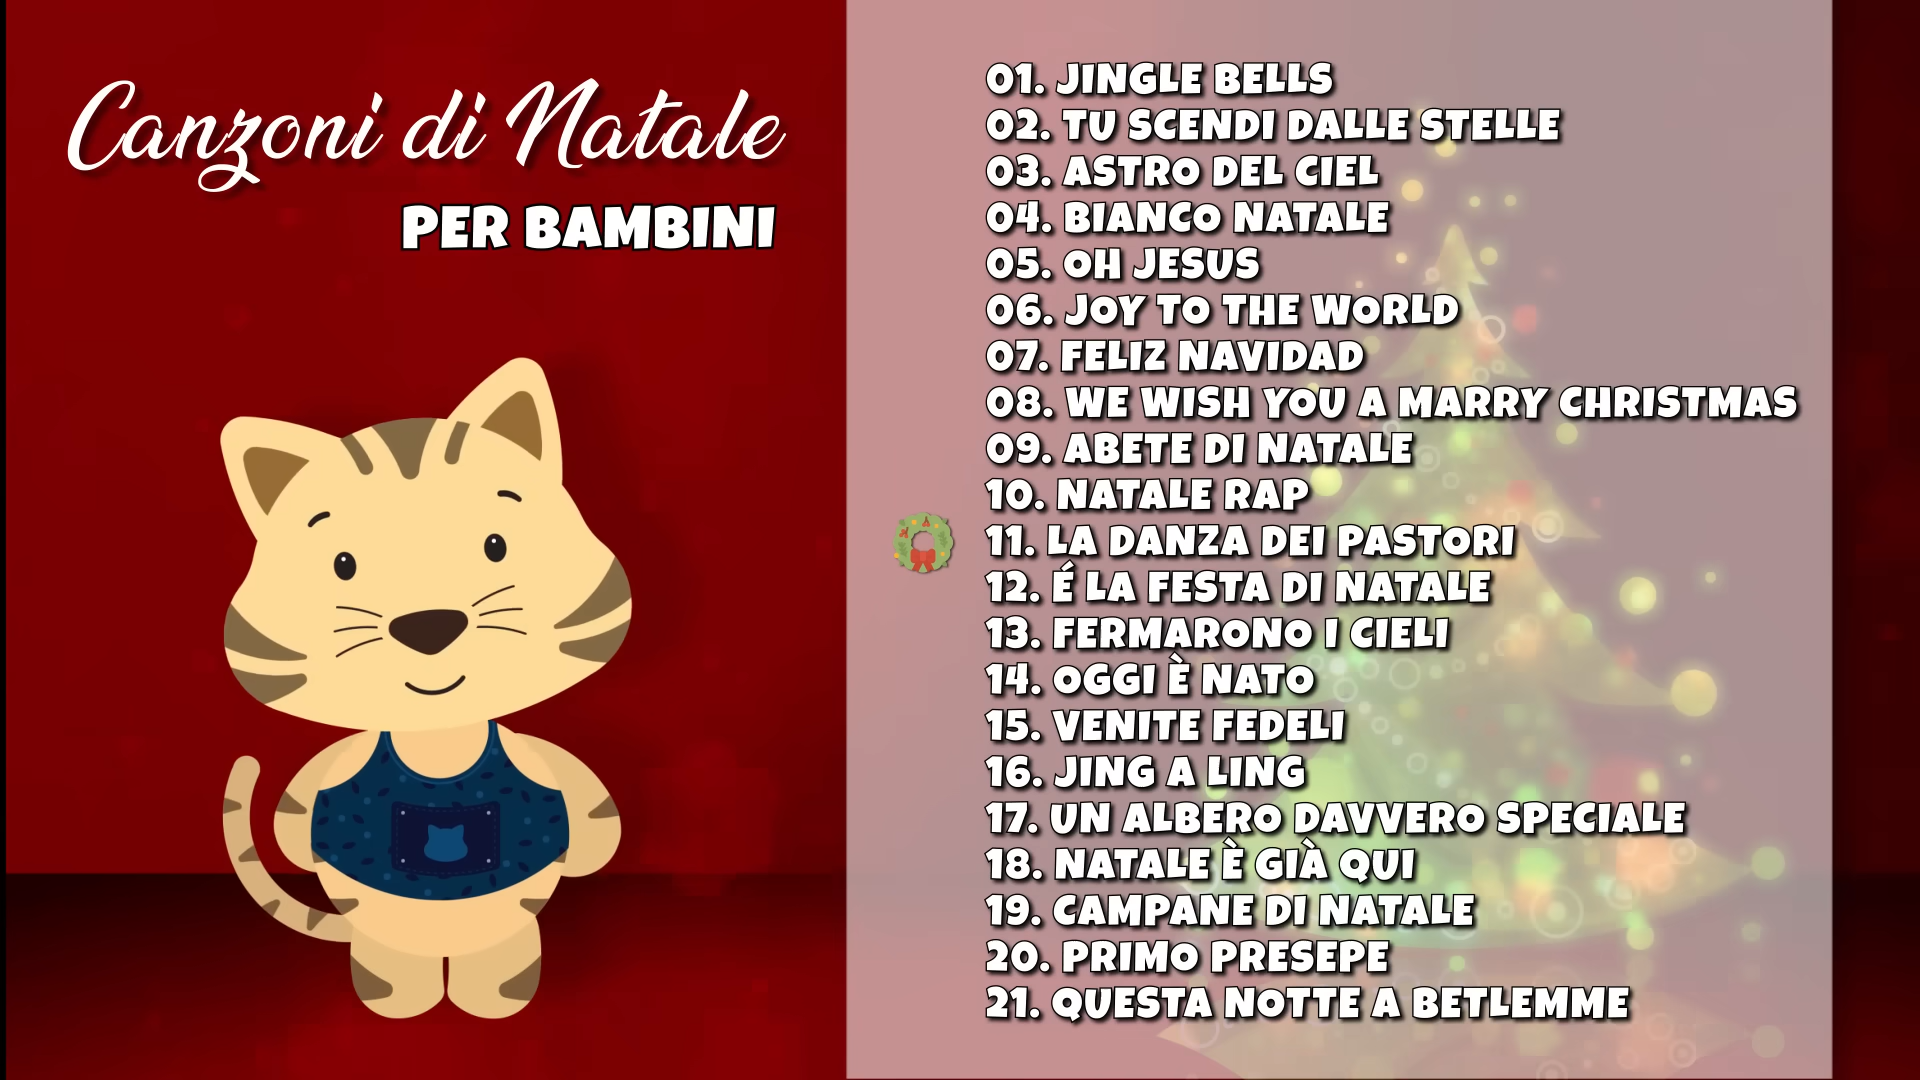 Canzoni di Natale
PER BAMBINI
01. JINGLE BELLS
02. TU SCENDI DALLE STELLE
03. ASTRO DEL CIEL
04. BIANCO NATALE
05. OH JESUS
06. JOY TO THE WORLD
07. FELIZ NAVIDAD
08. WE WISH YOU A MARRY CHRISTMAS
09. ABETE DI NATALE
10. NATALE RAP
11. LA DANZA DEI PASTORI
12. É LA FESTA DI NATALE
13. FERMARONO I CIELI
14. OGGI È NATO
15. VENITE FEDELI
16. JING A LING
17. UN ALBERO DAVVERO SPECIALE
18. NATALE È GIÀ QUI
19. CAMPANE DI NATALE
20. PRIMO PRESEPE
21. QUESTA NOTTE A BETLEMME